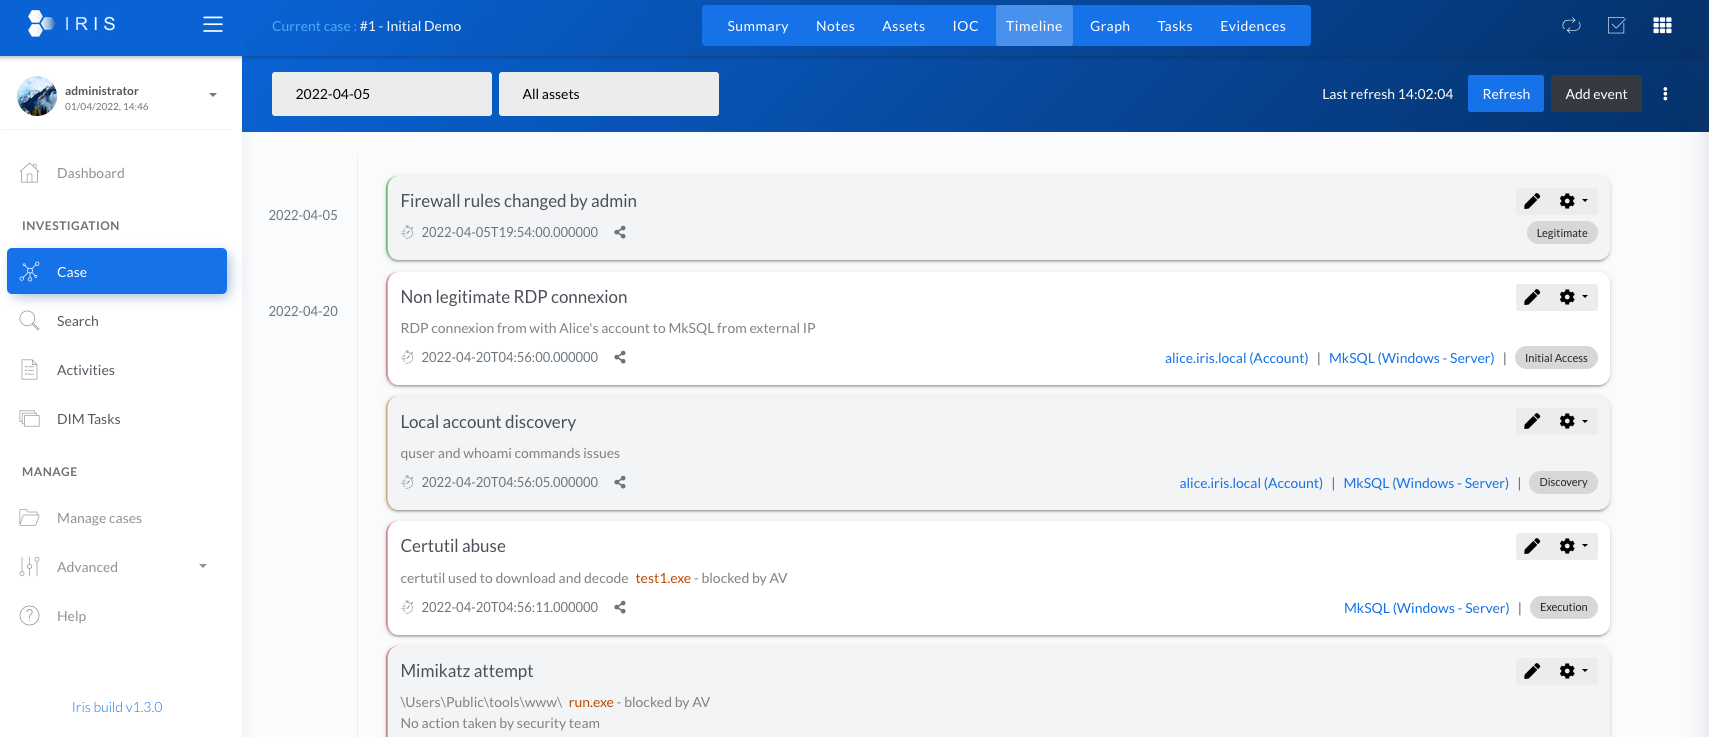 IRIS
Current case : #1 - Initial Demo
Summary
Notes
Assets
IOC
Timeline
Graph
Tasks
Evidences
administrator
01/04/2022, 14:46
2022-04-05
All assets
Last refresh 14:02:04
Refresh
Add event
Dashboard
INVESTIGATION
Case
Search
Activities
DIM Tasks
MANAGE
Manage cases
Advanced
Help
Iris build v1.3.0
2022-04-05
Firewall rules changed by admin
2022-04-05T19:54:00.000000
Legitimate
2022-04-20
Non legitimate RDP connexion
RDP connexion from with Alice's account to MkSQL from external IP
2022-04-20T04:56:00.000000
alice.iris.local (Account) | MkSQL (Windows - Server) | Initial Access
Local account discovery
quser and whoami commands issues
2022-04-20T04:56:05.000000
alice.iris.local (Account) | MkSQL (Windows - Server) | Discovery
Certutil abuse
certutil used to download and decode test1.exe - blocked by AV
2022-04-20T04:56:11.000000
MkSQL (Windows - Server) | Execution
Mimikatz attempt
\Users\Public\tools\www\ run.exe - blocked by AV
No action taken by security team